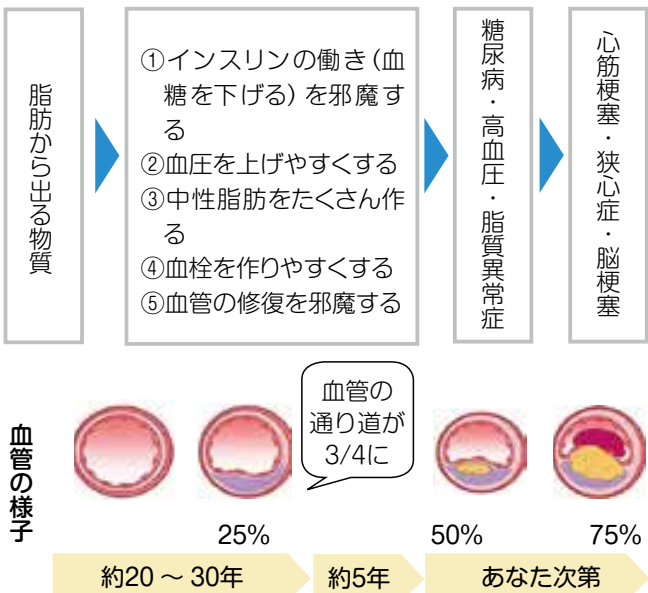 脂肪から出る物質
①インスリンの働き（血
糖を下げる）を邪魔す
る
②血圧を上げやすくする
③中性脂肪をたくさん作
る
④血栓を作りやすくする
⑤血管の修復を邪魔する
糖尿病・高血圧・脂質異常症
心筋梗塞・狭心症・脳梗塞
血管の様子
血管の
通り道が
3/4に
25%
50%
75%
約20～30年
約5年
あなた次第